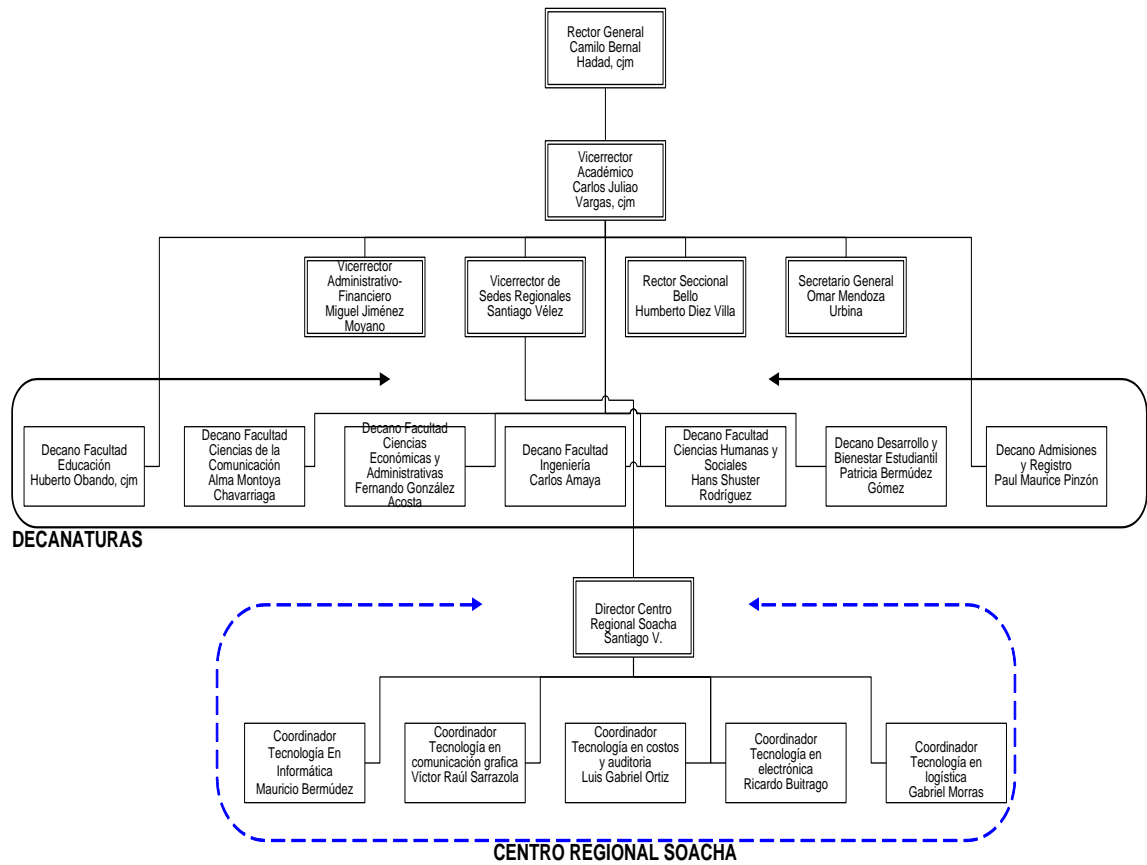 Rector General
Camilo Bernal
Hadad, cjm
Vicerrector
Académico
Carlos Juliao
Vargas, cjm
Vicerrector
Administrativo-
Financiero
Miguel Jiménez
Moyano
Vicerrector de
Sedes Regionales
Santiago Vélez
Rector Seccional
Bello
Humberto Diez Villa
Secretario General
Omar Mendoza
Urbina
Decano Facultad
Educación
Huberto Obando, cjm
Decano Facultad
Ciencias de la
Comunicación
Alma Montoya
Chavarriaga
Decano Facultad
Ciencias
Económicas y
Administrativas
Fernando González
Acosta
Decano Facultad
Ingeniería
Carlos Amaya
Decano Facultad
Ciencias Humanas y
Sociales
Hans Shuster
Rodríguez
Decano Desarrollo y
Bienestar Estudiantil
Patricia Bermúdez
Gómez
Decano Admisiones
y Registro
Paul Maurice Pinzón
DECANATURAS
Director Centro
Regional Soacha
Santiago V.
Coordinador
Tecnología En
Informática
Mauricio Bermúdez
Coordinador
Tecnología en
comunicación grafica
Víctor Raúl Sarrazola
Coordinador
Tecnología en costos
y auditoria
Luis Gabriel Ortiz
Coordinador
Tecnología en
electrónica
Ricardo Buitrago
Coordinador
Tecnología en
logística
Gabriel Morras
CENTRO REGIONAL SOACHA